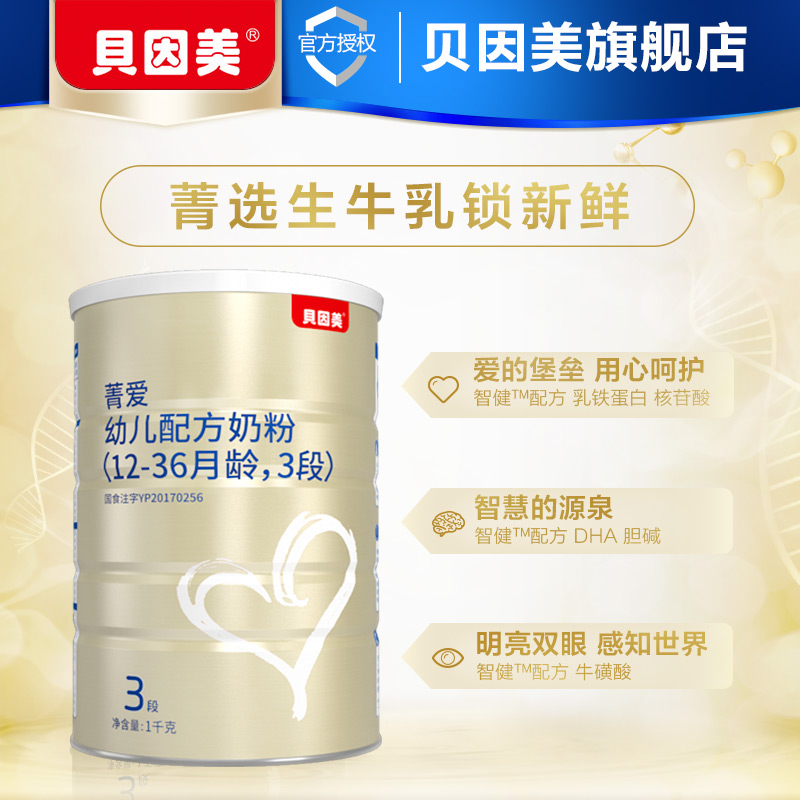 貝因美®
官方授权
贝因美旗舰店
菁选生牛乳锁新鲜
貝因美
菁爱
幼儿配方奶粉
(12-36月龄,3段)
国食注字YP20170256
3段
净含量:1千克
爱的堡垒 用心呵护
智健™配方 乳铁蛋白 核苷酸
智慧的源泉
智健™配方 DHA 胆碱
明亮双眼 感知世界
智健™配方 牛磺酸